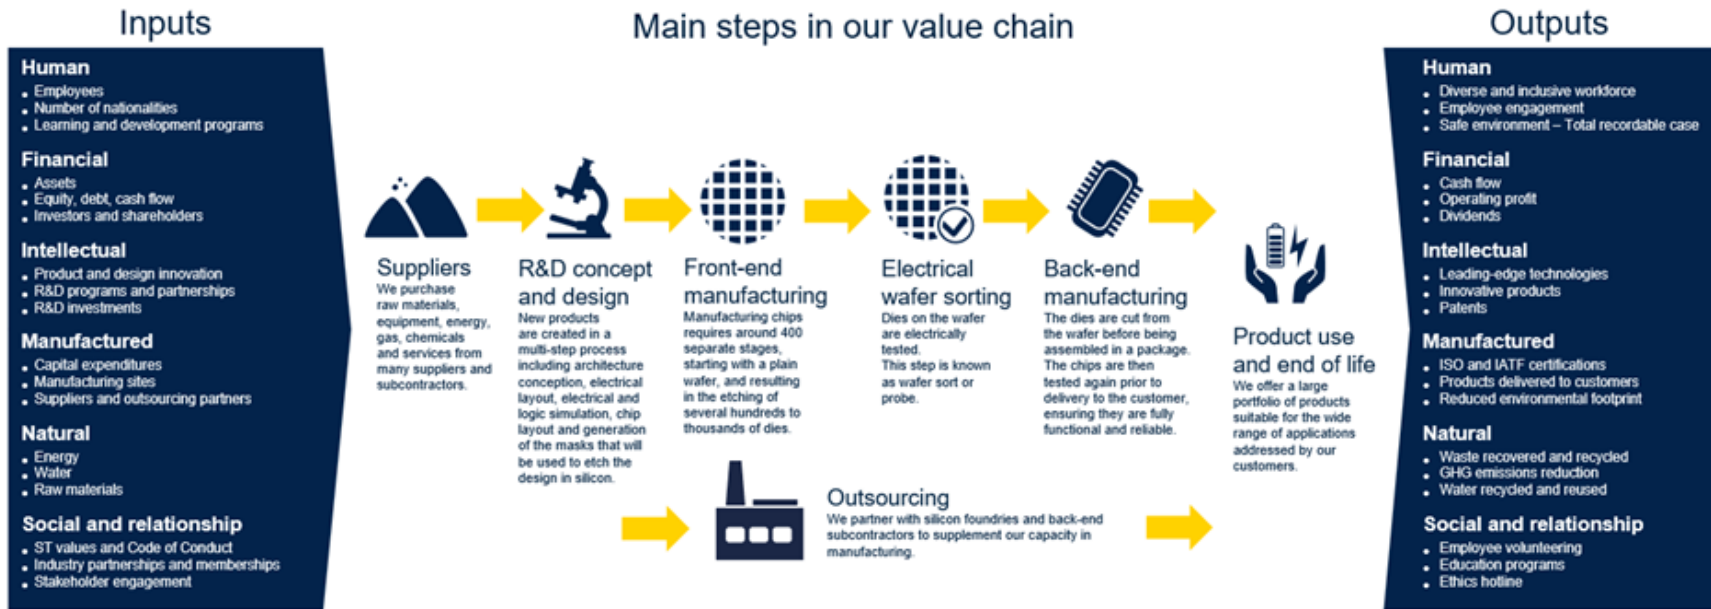 Inputs
Main steps in our value chain
Outputs
Human
Employees
Number of nationalities
Learning and development programs
Financial
Assets
Equity, debt, cash flow
Investors and shareholders
Intellectual
Product and design innovation
R&D programs and partnerships
R&D investments
Manufactured
Capital expenditures
Manufacturing sites
Suppliers and outsourcing partners
Natural
Energy
Water
Raw materials
Social and relationship
ST values and Code of Conduct
Industry partnerships and memberships
Stakeholder engagement
Suppliers
We purchase
raw materials,
equipment, energy,
gas, chemicals
and services from
many suppliers and
subcontractors.
R&D concept
and design
New products
are created in a
multi-step process
including architecture
conception, electrical
layout, electrical and
logic simulation, chip
layout and generation
of the masks that will
be used to etch the
design in silicon.
Front-end
manufacturing
Manufacturing chips
requires around 400
separate stages,
starting with a plain
wafer, and resulting
in the etching of
several hundreds to
thousands of dies.
Electrical
wafer sorting
Dies on the wafer
are electrically
tested.
This step is known
as wafer sort or
probe.
Back-end
manufacturing
The dies are cut from
the wafer before being
assembled in a package.
The chips are then
tested again prior to
delivery to the customer,
ensuring they are fully
functional and reliable.
Outsourcing
We partner with silicon foundries and back-end
subcontractors to supplement our capacity in
manufacturing.
Product use
and end of life
We offer a large
portfolio of products
suitable for the wide
range of applications
addressed by our
customers.
Human
Diverse and inclusive workforce
Employee engagement
Safe environment – Total recordable case
Financial
Cash flow
Operating profit
Dividends
Intellectual
Leading-edge technologies
Innovative products
Patents
Manufactured
ISO and IATF certifications
Products delivered to customers
Reduced environmental footprint
Natural
Waste recovered and recycled
GHG emissions reduction
Water recycled and reused
Social and relationship
Employee volunteering
Education programs
Ethics hotline